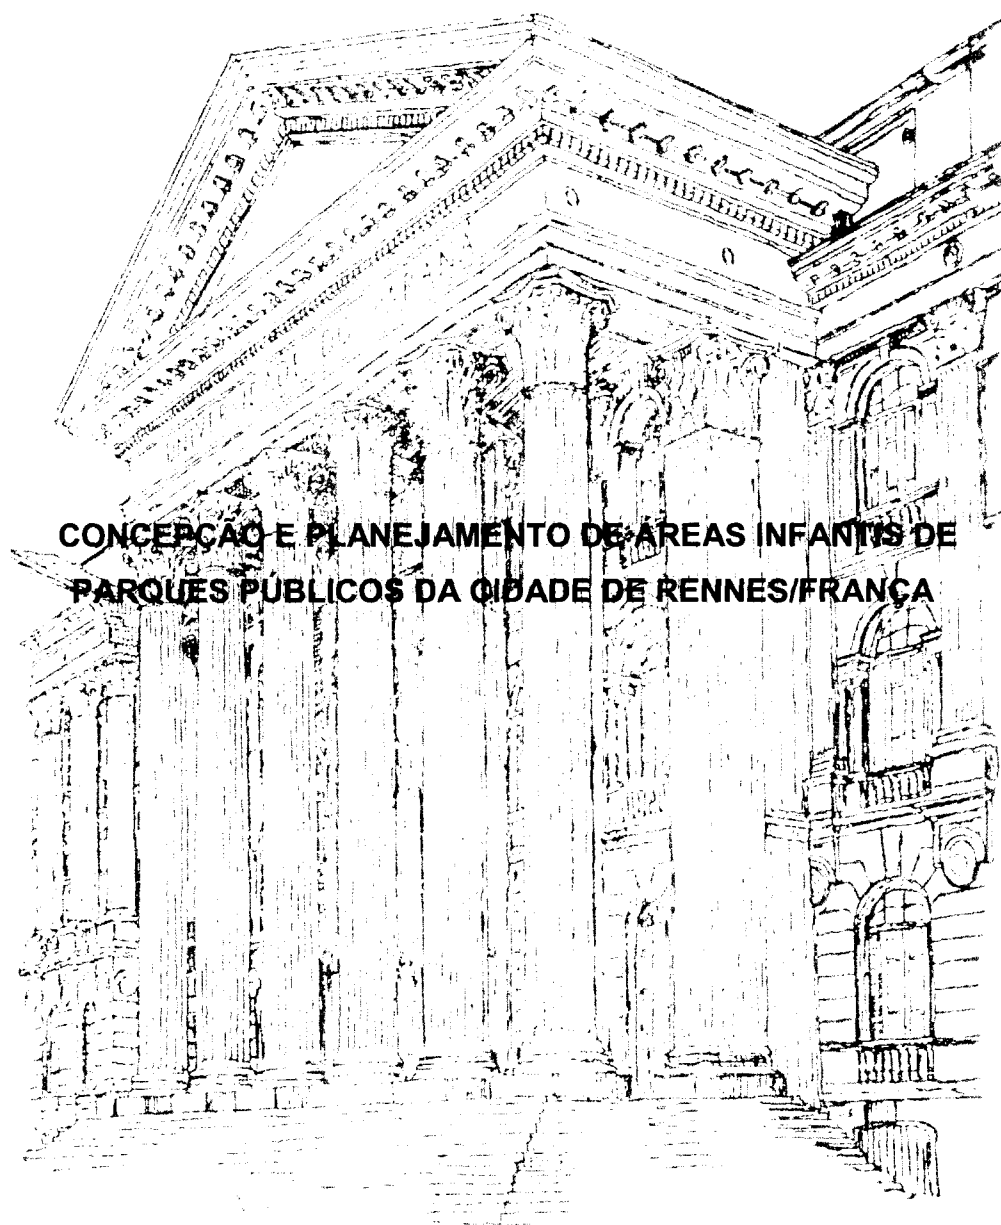 CONCEPÇÃO E PLANEJAMENTO DE ÁREAS INFANTIS DE
PARQUES PÚBLICOS DA CIDADE DE RENNES/FRANÇA